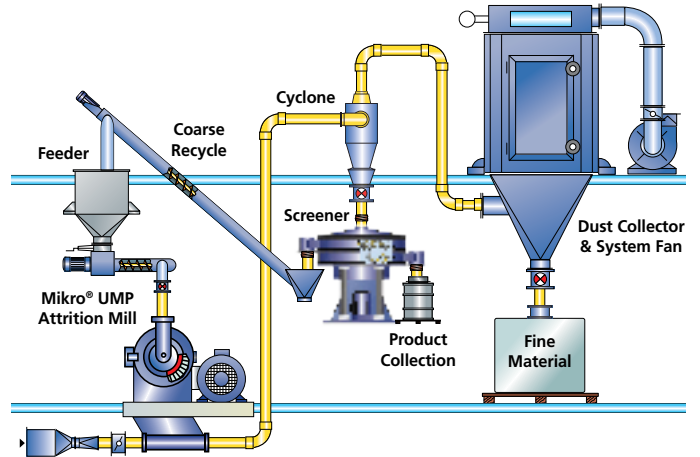 Cyclone
Coarse
Recycle
Feeder
Screener
Dust Collector
& System Fan
Mikro® UMP
Attrition Mill
Product
Collection
Fine
Material